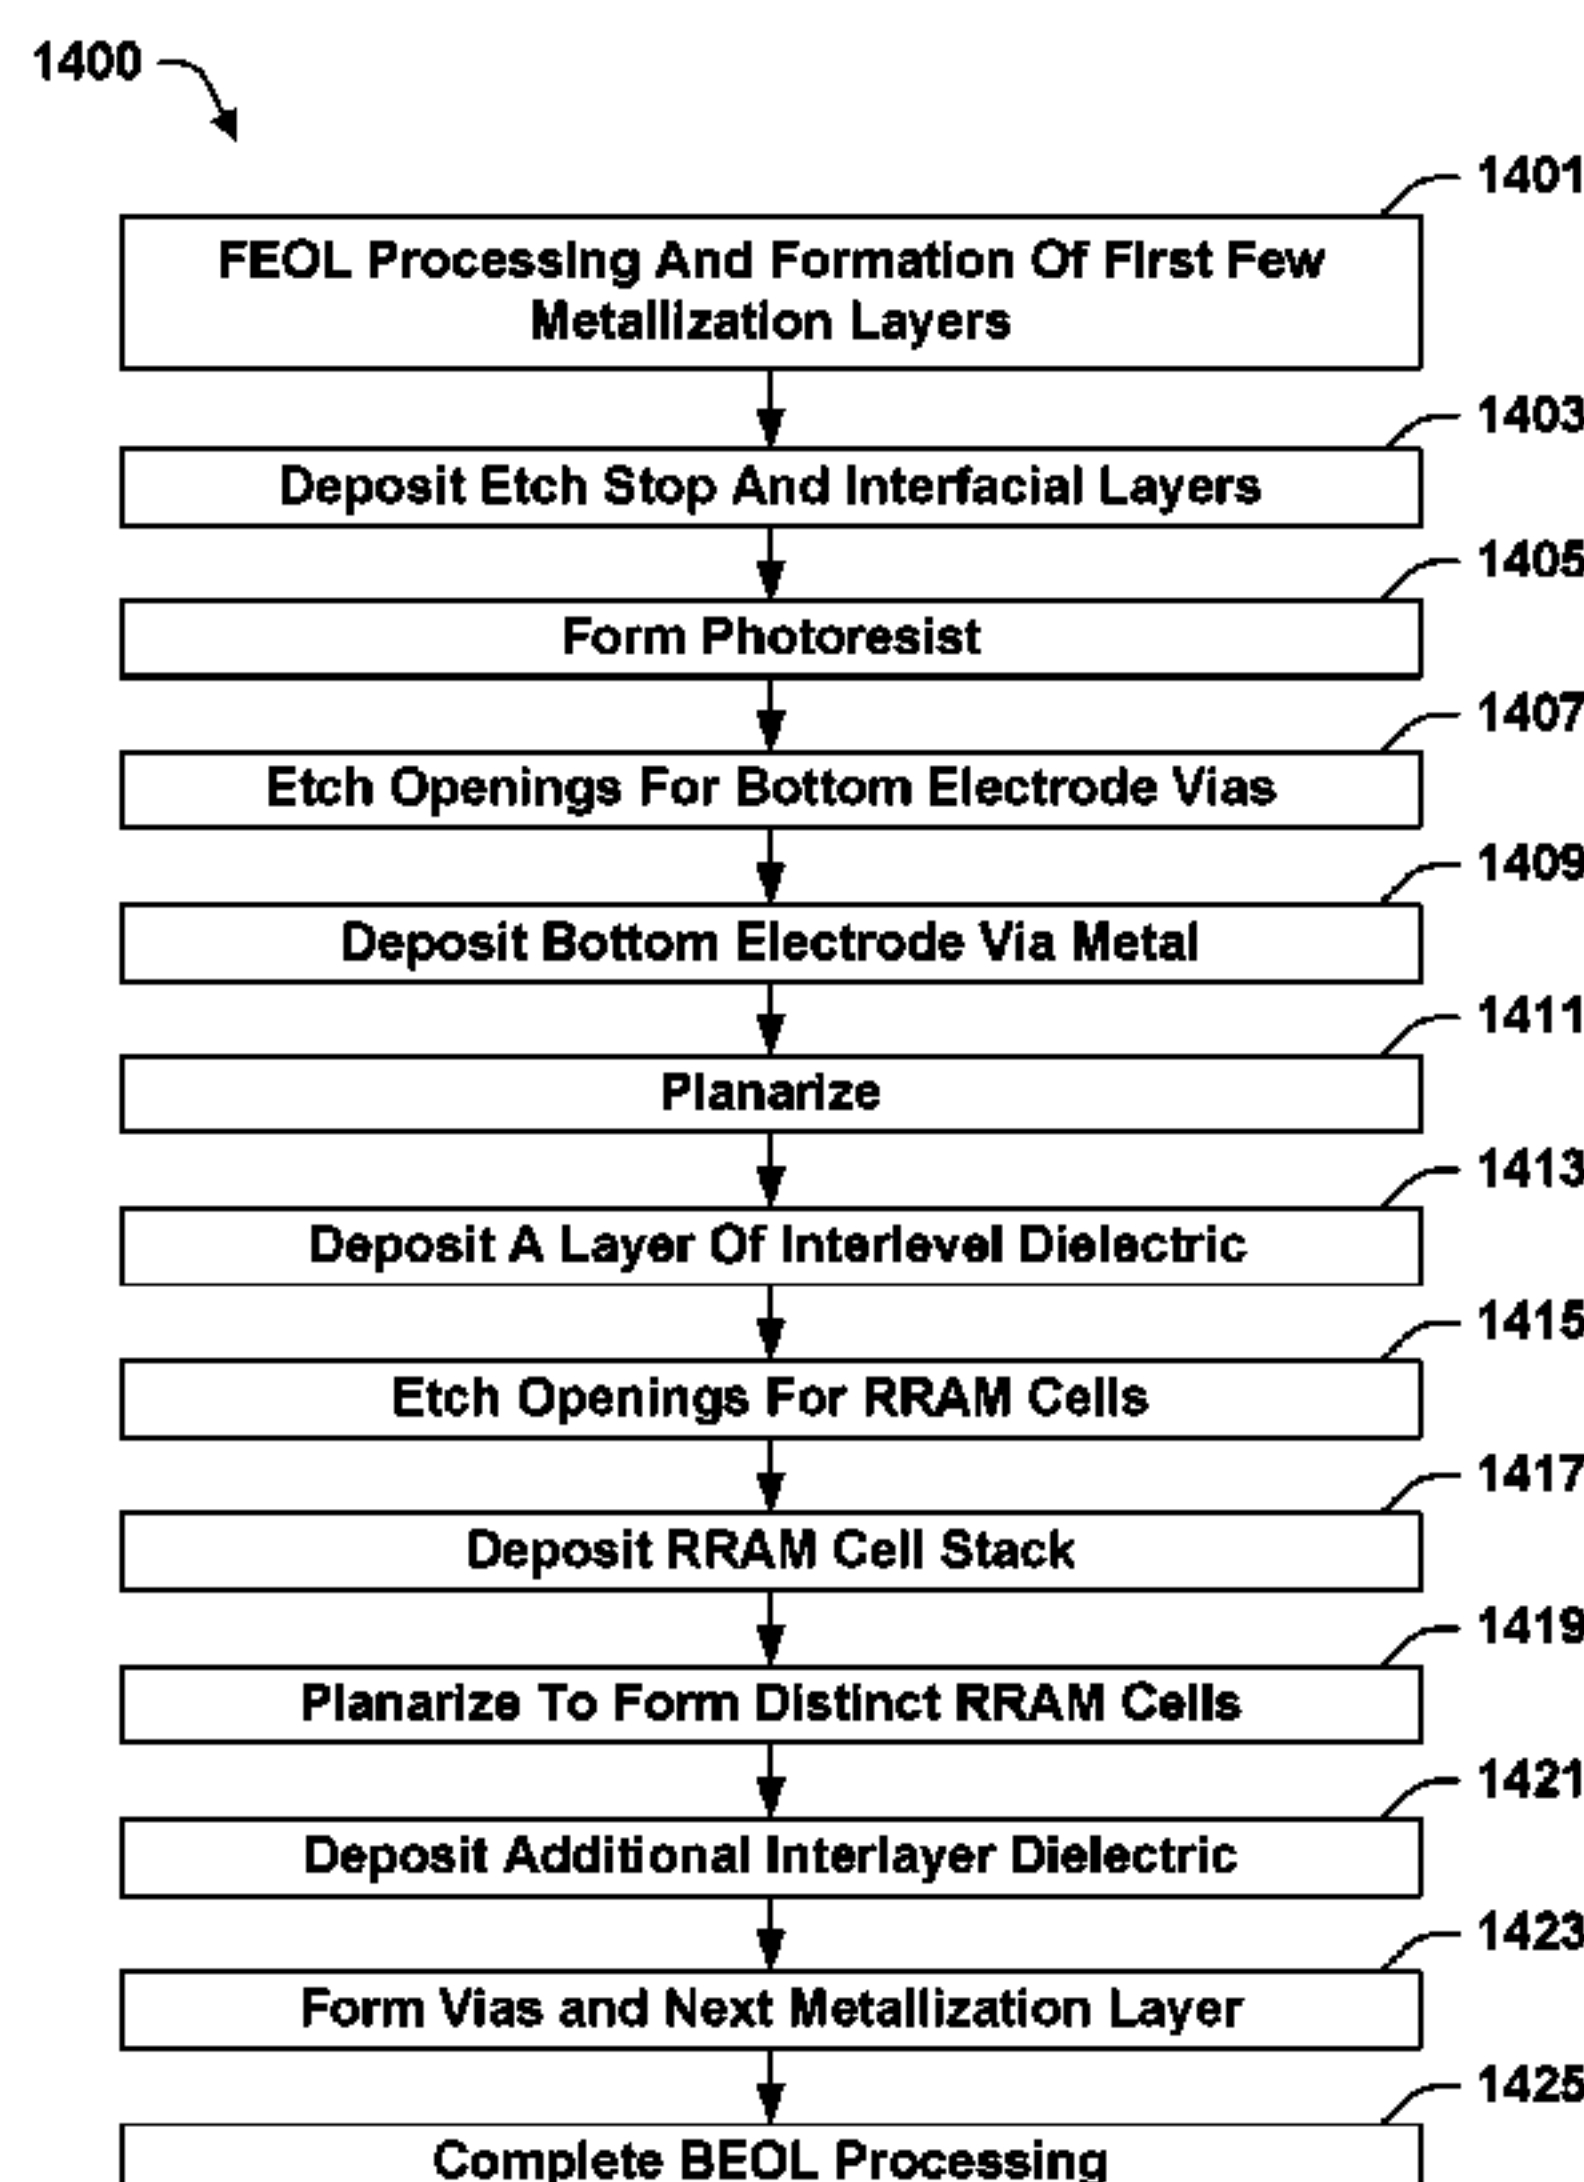 1400
1401
FEOL Processing And Formation Of First Few
Metallization Layers
1403
Deposit Etch Stop And Interfacial Layers
1405
Form Photoresist
1407
Etch Openings For Bottom Electrode Vias
1409
Deposit Bottom Electrode Via Metal
1411
Planarize
1413
Deposit A Layer Of Interlevel Dielectric
1415
Etch Openings For RRAM Cells
1417
Deposit RRAM Cell Stack
1419
Planarize To Form Distinct RRAM Cells
1421
Deposit Additional Interlayer Dielectric
1423
Form Vias and Next Metallization Layer
1425
Complete BEOL Processing